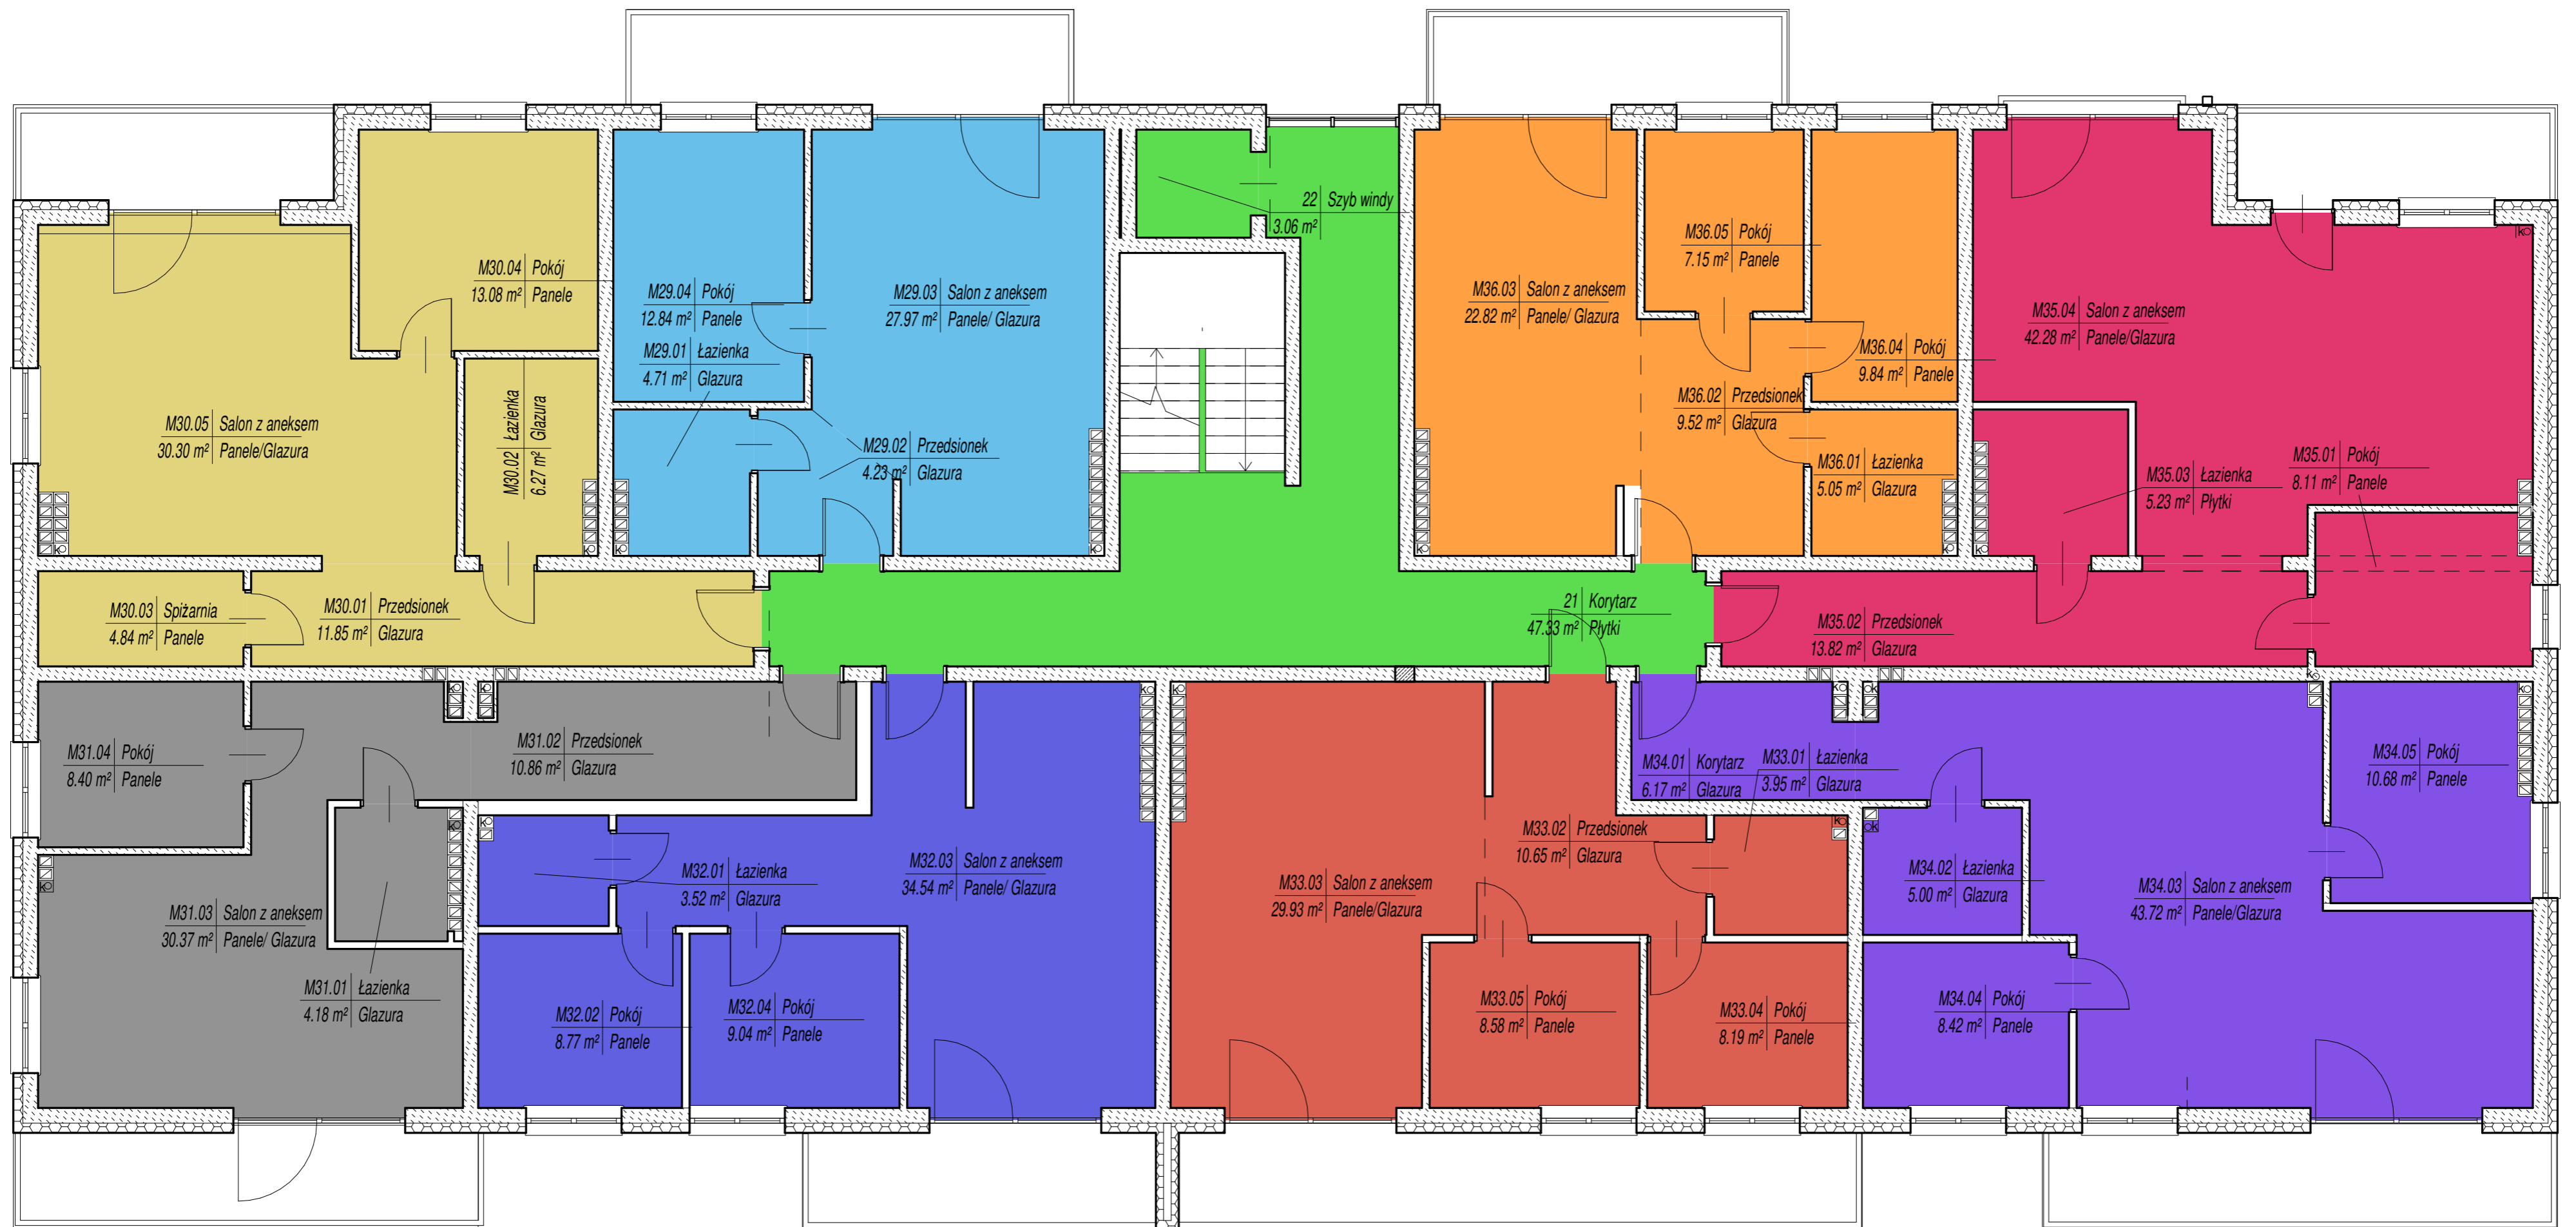 22 Szyb windy
3.06 m²
M30.04 Pokój
13.08 m² Panele
M29.04 Pokój
12.84 m² Panele
M29.03 Salon z aneksem
27.97 m² Panele/ Glazura
M29.01 Łazienka
4.71 m² Glazura
M36.03 Salon z aneksem
22.82 m² Panele/ Glazura
M36.05 Pokój
7.15 m² Panele
M36.04 Pokój
9.84 m² Panele
M35.04 Salon z aneksem
42.28 m² Panele/Glazura
M30.05 Salon z aneksem
30.30 m² Panele/Glazura
M30.02 Łazienka
6.27 m² Glazura
M29.02 Przedsionek
4.23 m² Glazura
M36.02 Przedsionek
9.52 m² Glazura
M36.01 Łazienka
5.05 m² Glazura
M35.03 Łazienka
5.23 m² Płytki
M35.01 Pokój
8.11 m² Panele
M30.03 Spiżarnia
4.84 m² Panele
M30.01 Przedsionek
11.85 m² Glazura
21 Korytarz
47.33 m² Płytki
M35.02 Przedsionek
13.82 m² Glazura
M31.04 Pokój
8.40 m² Panele
M31.02 Przedsionek
10.86 m² Glazura
M34.01 Korytarz
6.17 m² Glazura
M33.01 Łazienka
3.95 m² Glazura
M34.05 Pokój
10.68 m² Panele
M33.02 Przedsionek
10.65 m² Glazura
M32.01 Łazienka
3.52 m² Glazura
M32.03 Salon z aneksem
34.54 m² Panele/ Glazura
M33.03 Salon z aneksem
29.93 m² Panele/Glazura
M34.02 Łazienka
5.00 m² Glazura
M34.03 Salon z aneksem
43.72 m² Panele/Glazura
M31.03 Salon z aneksem
30.37 m² Panele/ Glazura
M31.01 Łazienka
4.18 m² Glazura
M32.02 Pokój
8.77 m² Panele
M32.04 Pokój
9.04 m² Panele
M33.05 Pokój
8.58 m² Panele
M33.04 Pokój
8.19 m² Panele
M34.04 Pokój
8.42 m² Panele